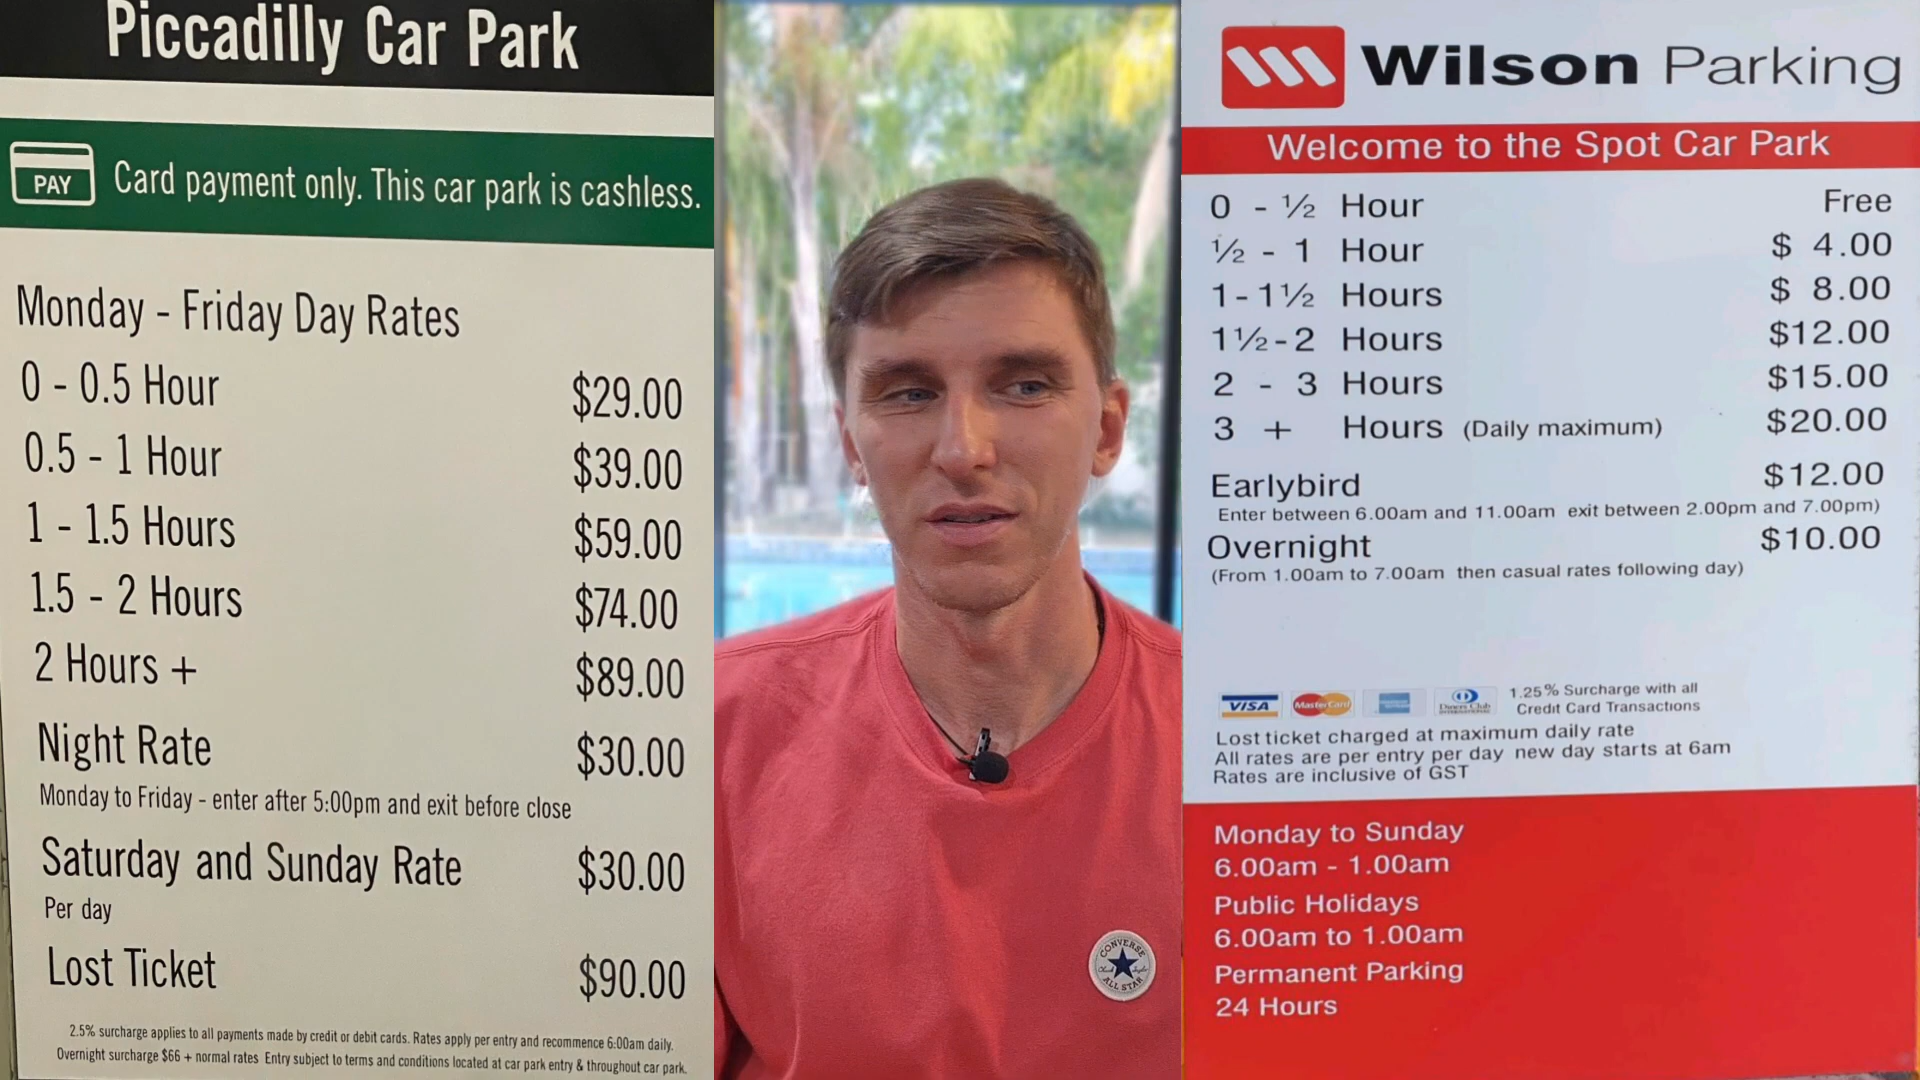 Piccadilly Car Park
PAY
Card payment only. This car park is cashless.
Monday - Friday Day Rates
0 - 0.5 Hour $29.00
0.5 - 1 Hour $39.00
1 - 1.5 Hours $59.00
1.5 - 2 Hours $74.00
2 Hours + $89.00
Night Rate $30.00
Monday to Friday - enter after 5:00pm and exit before close
Saturday and Sunday Rate $30.00
Per day
Lost Ticket $90.00
2.5% surcharge applies to all payments made by credit or debit cards. Rates apply per entry and recommence 6:00am daily.
Overnight surcharge $66 + normal rates Entry subject to terms and conditions located at car park entry & throughout car park.
CONVERSE
ALL STAR
Wilson Parking
Welcome to the Spot Car Park
0 - ½ Hour Free
½ - 1 Hour $ 4.00
1 - 1½ Hours $ 8.00
1½ - 2 Hours $12.00
2 - 3 Hours $15.00
3 + Hours (Daily maximum) $20.00
Earlybird $12.00
Enter between 6.00am and 11.00am exit between 2.00pm and 7.00pm)
Overnight $10.00
(From 1.00am to 7.00am then casual rates following day)
VISA MasterCard Diners Club
1.25% Surcharge with all
Credit Card Transactions
Lost ticket charged at maximum daily rate
All rates are per entry per day new day starts at 6am
Rates are inclusive of GST
Monday to Sunday
6.00am - 1.00am
Public Holidays
6.00am to 1.00am
Permanent Parking
24 Hours